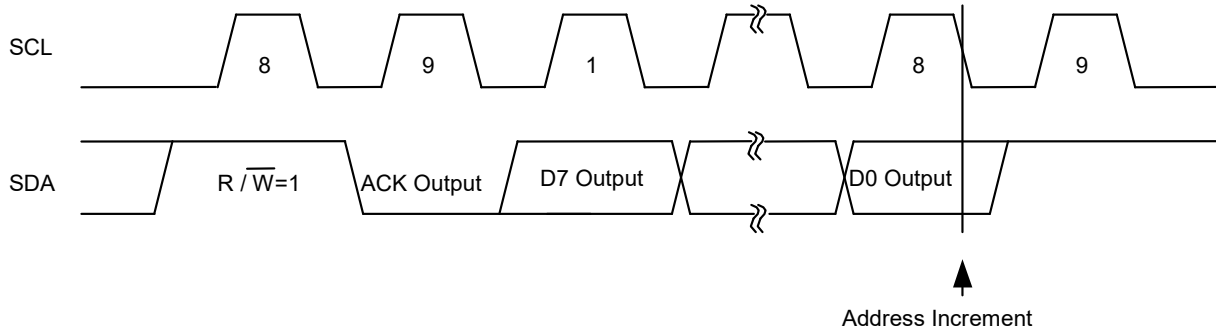 SCL
8
9
1
8
9
SDA
R / W=1
ACK Output
D7 Output
D0 Output
Address Increment